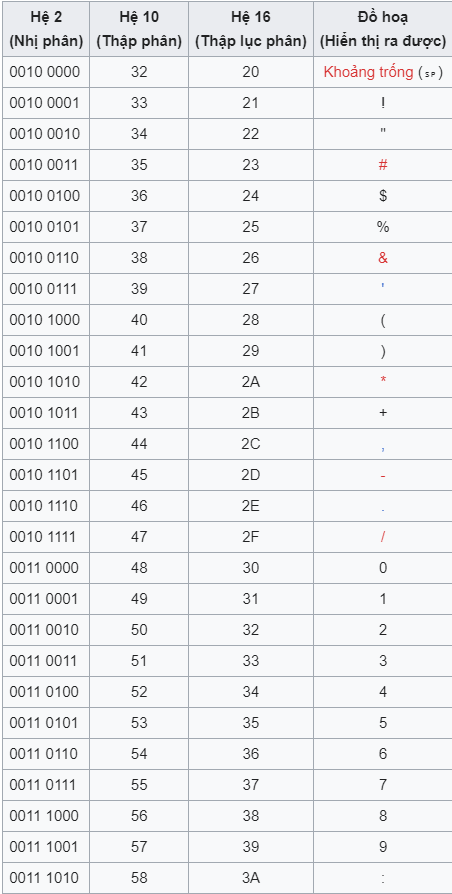 Hệ 2 Hệ 10 Hệ 16 Đồ hoạ
(Nhị phân) (Thập phân) (Thập lục phân) (Hiển thị ra được)
0010 0000 32 20 Khoảng trống (␠)
0010 0001 33 21 !
0010 0010 34 22 "
0010 0011 35 23 #
0010 0100 36 24 $
0010 0101 37 25 %
0010 0110 38 26 &
0010 0111 39 27 '
0010 1000 40 28 (
0010 1001 41 29 )
0010 1010 42 2A *
0010 1011 43 2B +
0010 1100 44 2C ,
0010 1101 45 2D -
0010 1110 46 2E .
0010 1111 47 2F /
0011 0000 48 30 0
0011 0001 49 31 1
0011 0010 50 32 2
0011 0011 51 33 3
0011 0100 52 34 4
0011 0101 53 35 5
0011 0110 54 36 6
0011 0111 55 37 7
0011 1000 56 38 8
0011 1001 57 39 9
0011 1010 58 3A :